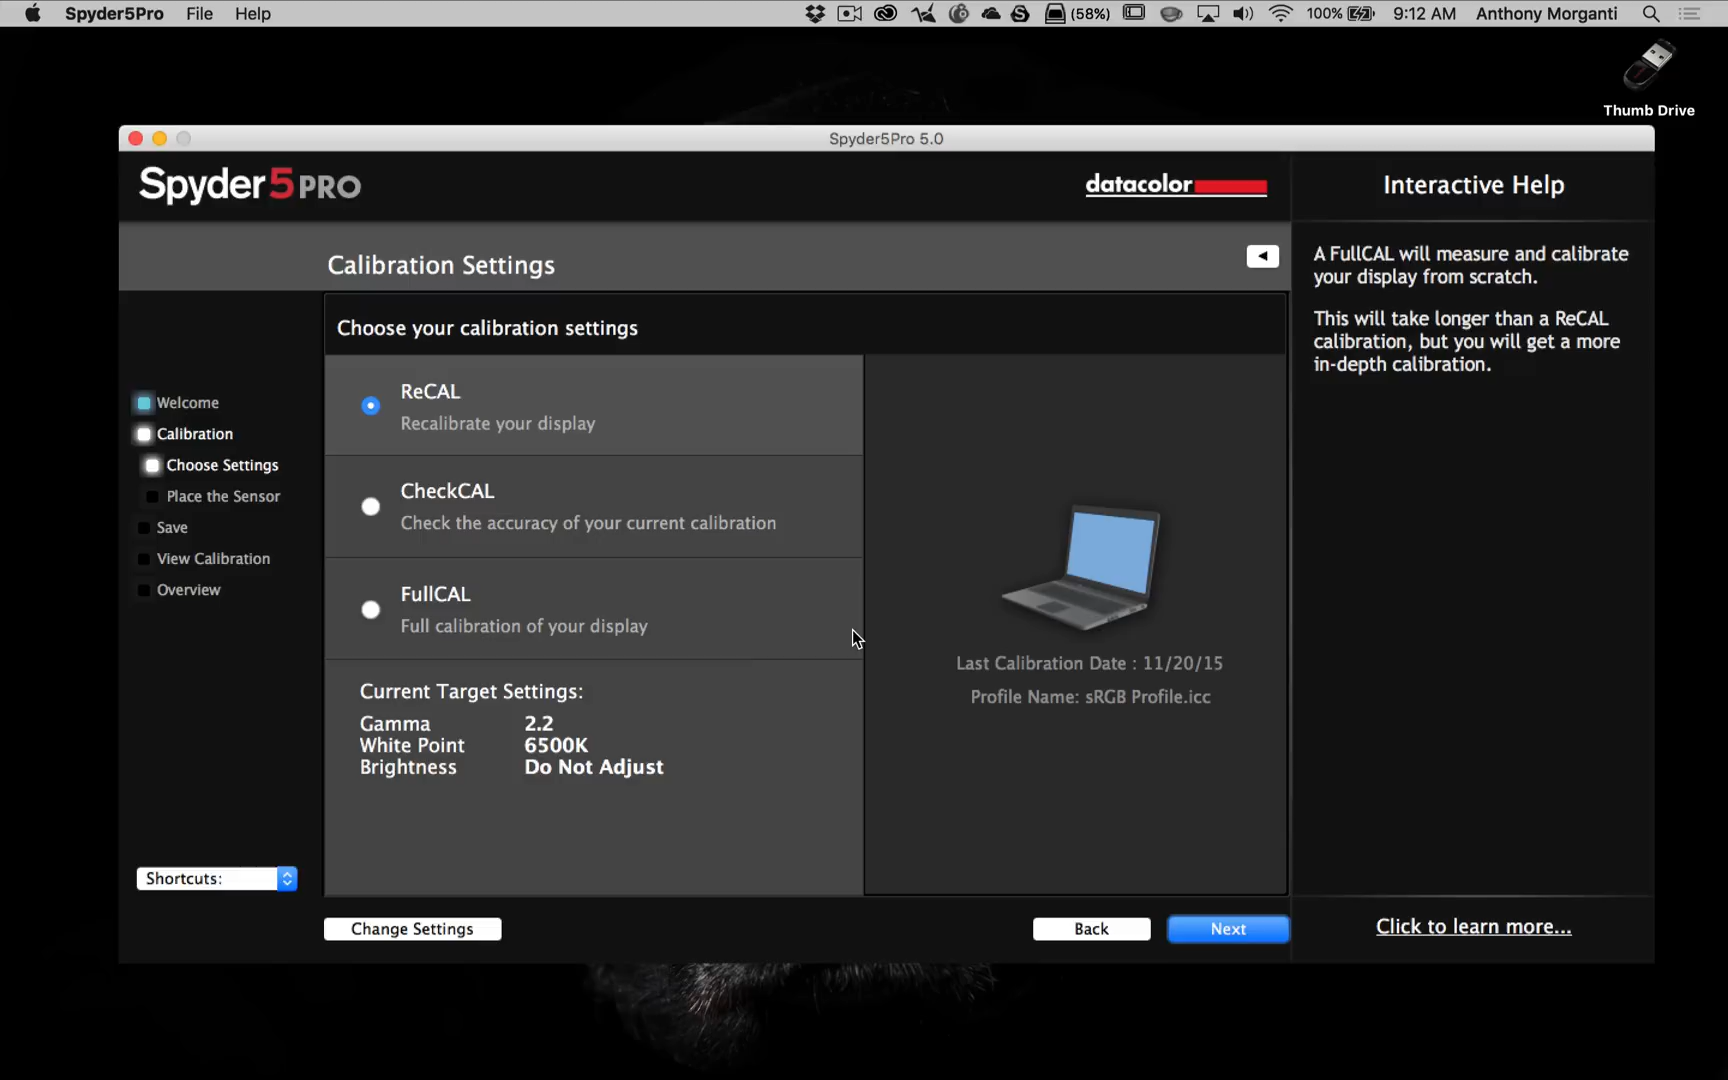 Spyder5Pro File Help (58%) 100% 9:12 AM Anthony Morganti
Thumb Drive
Spyder5Pro 5.0
Spyder5PRO
datacolor
Interactive Help
Calibration Settings
A FullCAL will measure and calibrate
your display from scratch.
This will take longer than a ReCAL
calibration, but you will get a more
in-depth calibration.
Choose your calibration settings
Welcome
Calibration
Choose Settings
Place the Sensor
Save
View Calibration
Overview
ReCAL
Recalibrate your display
CheckCAL
Check the accuracy of your current calibration
FullCAL
Full calibration of your display
Current Target Settings:
Gamma 2.2
White Point 6500K
Brightness Do Not Adjust
Last Calibration Date : 11/20/15
Profile Name: sRGB Profile.icc
Shortcuts:
Change Settings
Back
Next
Click to learn more...